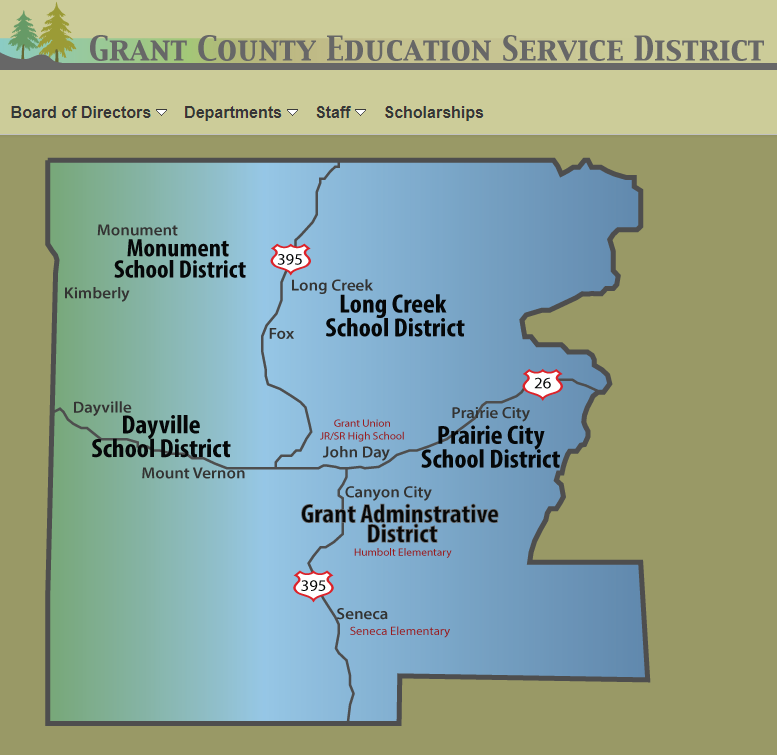 GRANT COUNTY EDUCATION SERVICE DISTRICT
Board of Directors Departments Staff Scholarships
Monument
Monument
School District
395
Long Creek
Kimberly
Long Creek
School District
Fox
26
Dayville
Prairie City
Dayville
School District
Grant Union
JR/SR High School
John Day
Prairie City
School District
Mount Vernon
Canyon City
Grant Adminstrative
District
Humbolt Elementary
395
Seneca
Seneca Elementary